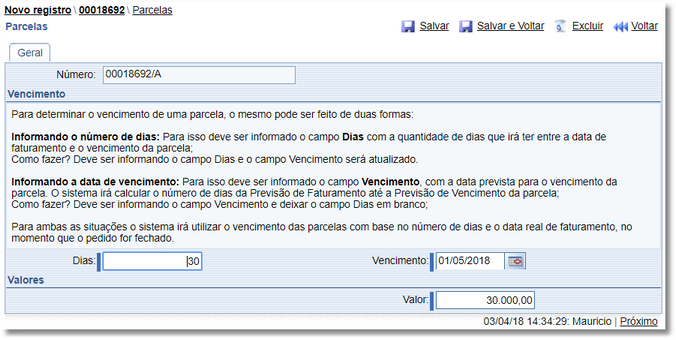 Novo registro \ 00018692 \ Parcelas
Parcelas Salvar Salvar e Voltar Excluir Voltar
Geral
Número: 00018692/A
Vencimento
Para determinar o vencimento de uma parcela, o mesmo pode ser feito de duas formas:
Informando o número de dias: Para isso deve ser informado o campo Dias com a quantidade de dias que irá ter entre a data de
faturamento e o vencimento da parcela;
Como fazer? Deve ser informando o campo Dias e o campo Vencimento será atualizado.
Informando a data de vencimento: Para isso deve ser informado o campo Vencimento, com a data prevista para o vencimento da
parcela. O sistema irá calcular o número de dias da Previsão de Faturamento até a Previsão de Vencimento da parcela;
Como fazer? Deve ser informando o campo Vencimento e deixar o campo Dias em branco;
Para ambas as situações o sistema irá utilizar o vencimento das parcelas com base no número de dias e o data real de faturamento, no
momento que o pedido for fechado.
Dias: 30 Vencimento: 01/05/2018
Valores
Valor: 30.000,00
03/04/18 14:34:29: Mauricio | Próximo